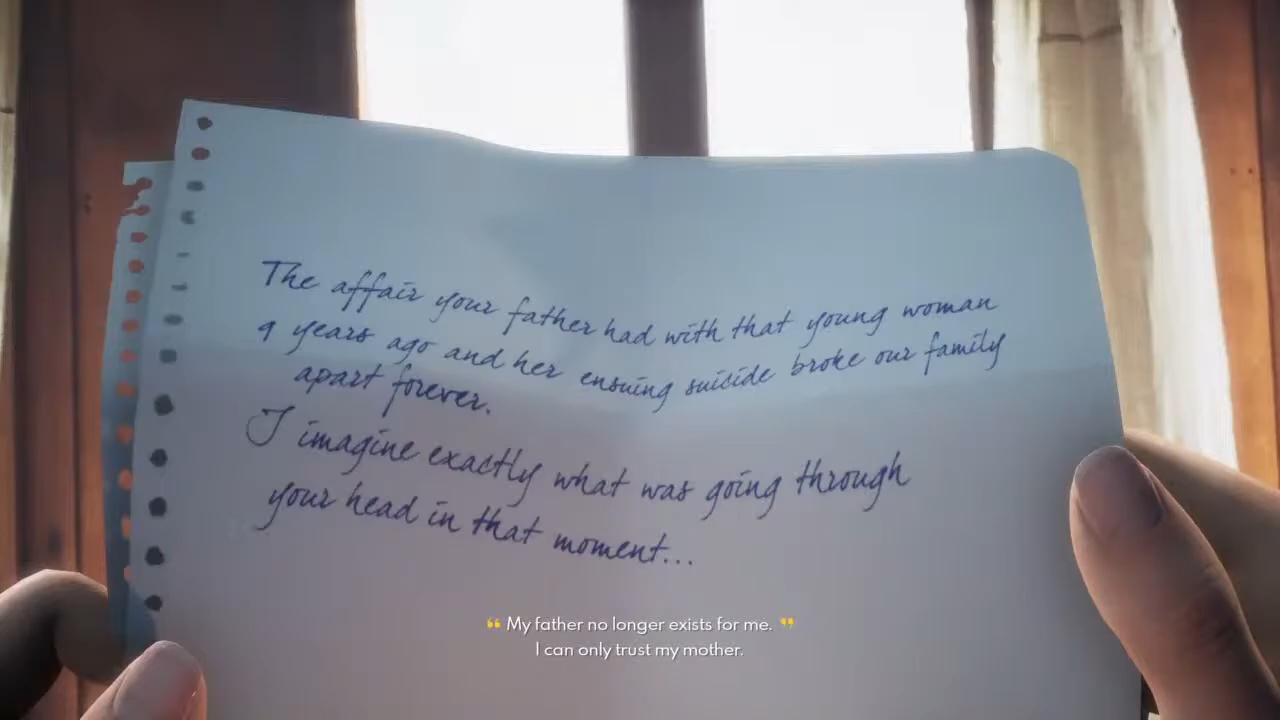 The affair your father had with that young woman
9 years ago and her ensuing suicide broke our family
apart forever.
I imagine exactly what was going through
your head in that moment...
“ My father no longer exists for me. ”
I can only trust my mother.